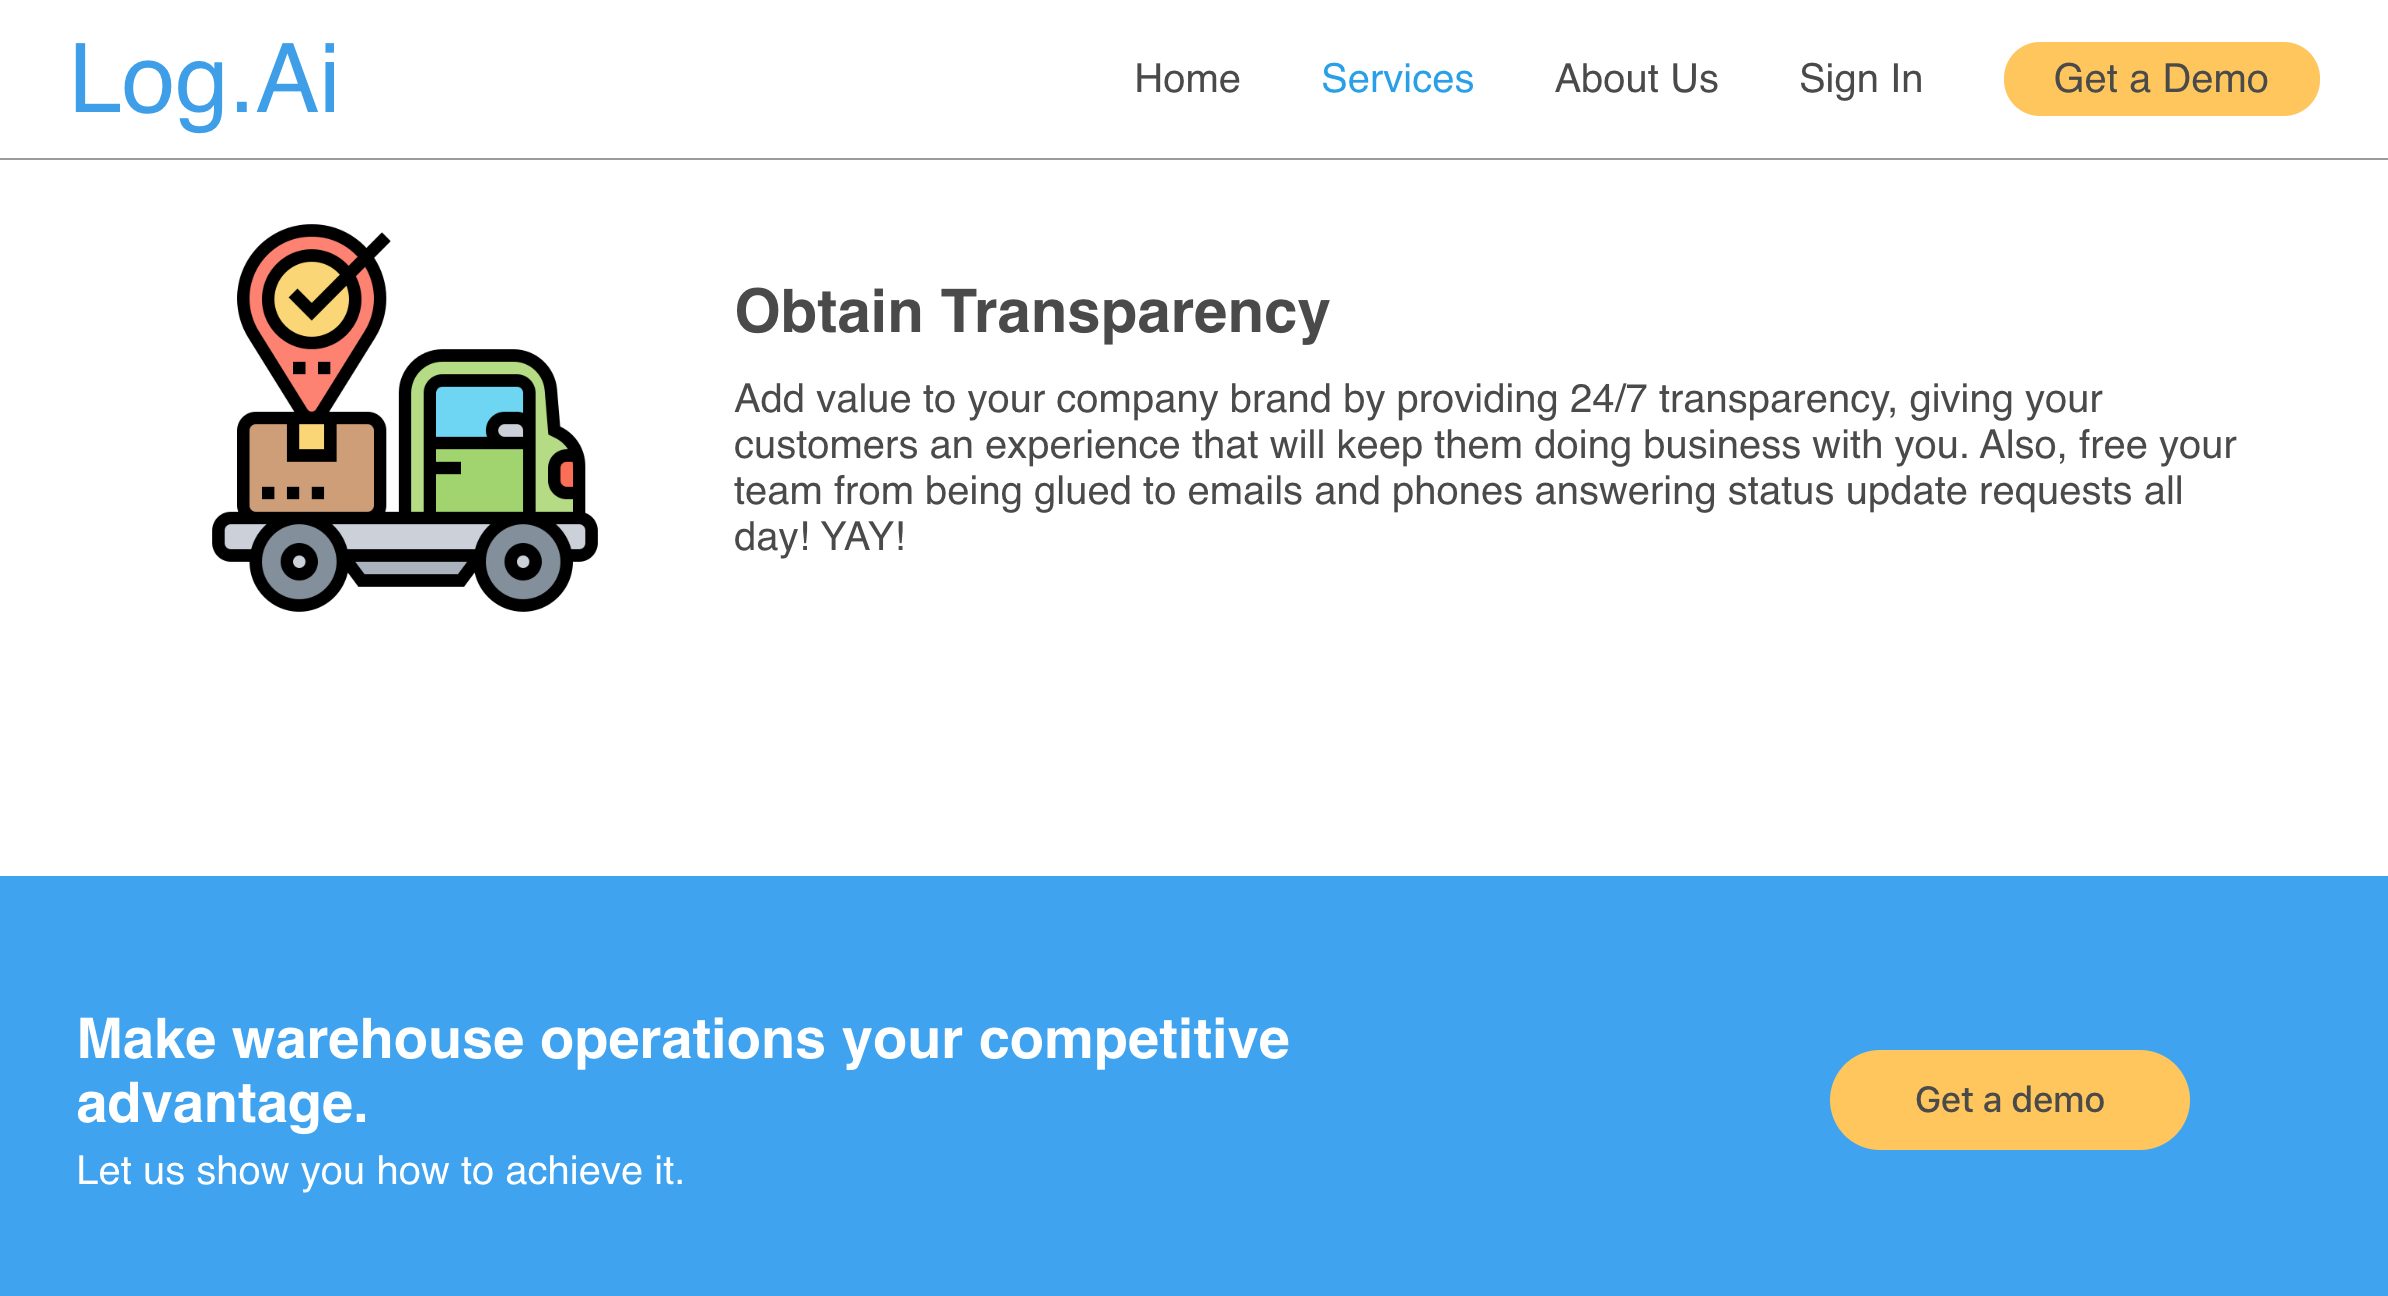 Log.Ai
Home
Services
About Us
Sign In
Get a Demo
Obtain Transparency
Add value to your company brand by providing 24/7 transparency, giving your
customers an experience that will keep them doing business with you. Also, free your
team from being glued to emails and phones answering status update requests all
day! YAY!
Make warehouse operations your competitive
advantage.
Let us show you how to achieve it.
Get a demo